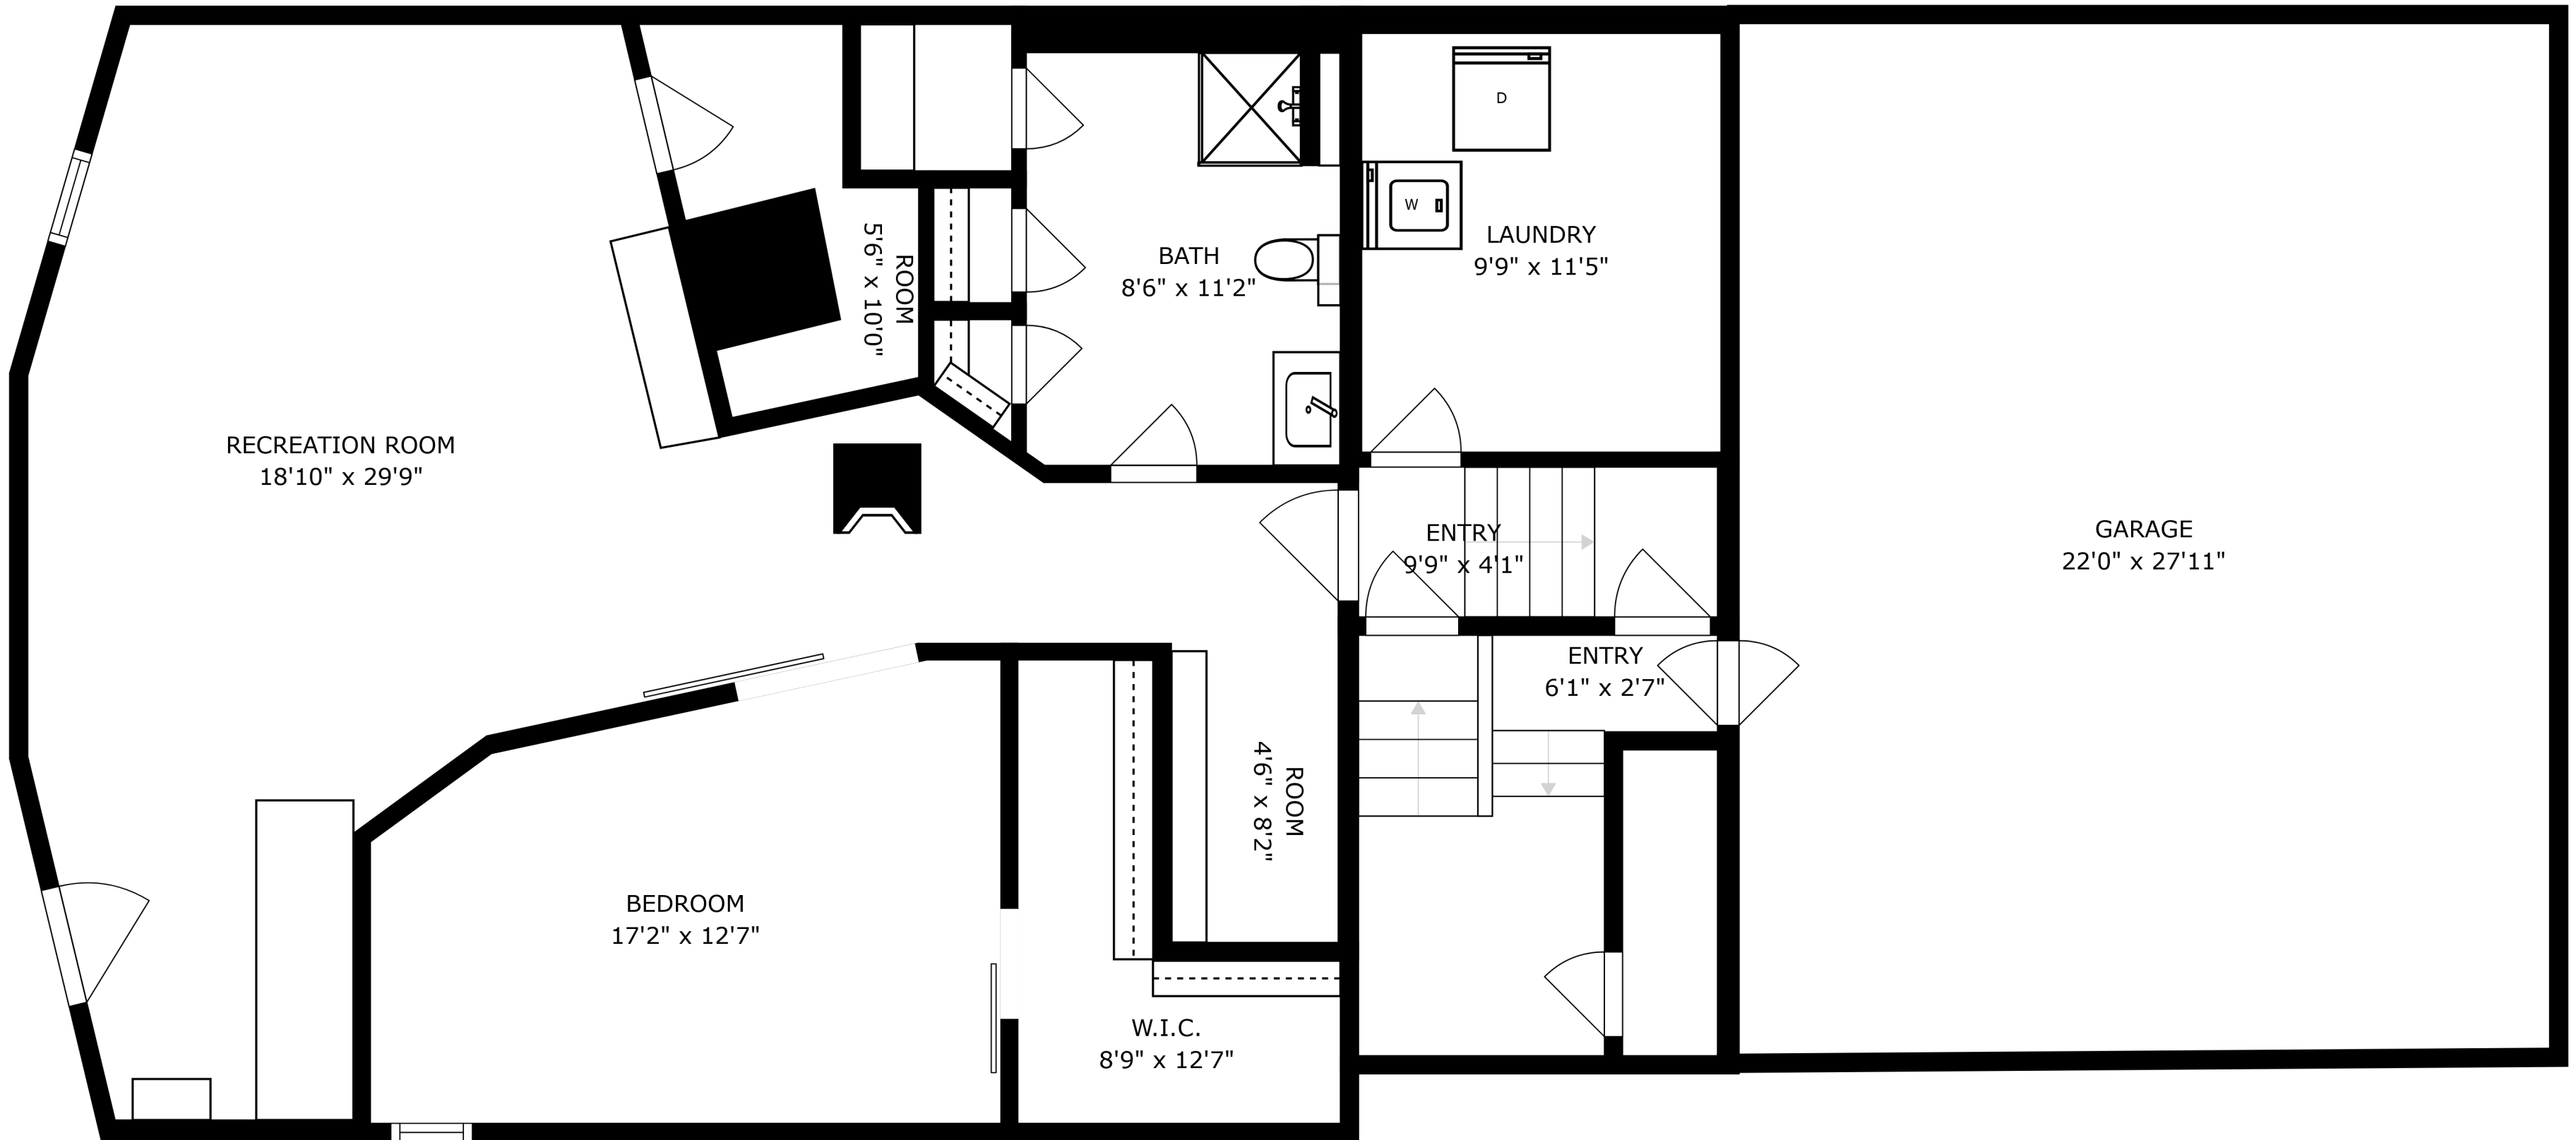 D
W
LAUNDRY
9'9" x 11'5"
BATH
8'6" x 11'2"
ROOM
5'6" x 10'0"
RECREATION ROOM
18'10" x 29'9"
ENTRY
9'9" x 4'1"
GARAGE
22'0" x 27'11"
ENTRY
6'1" x 2'7"
ROOM
4'6" x 8'2"
BEDROOM
17'2" x 12'7"
W.I.C.
8'9" x 12'7"